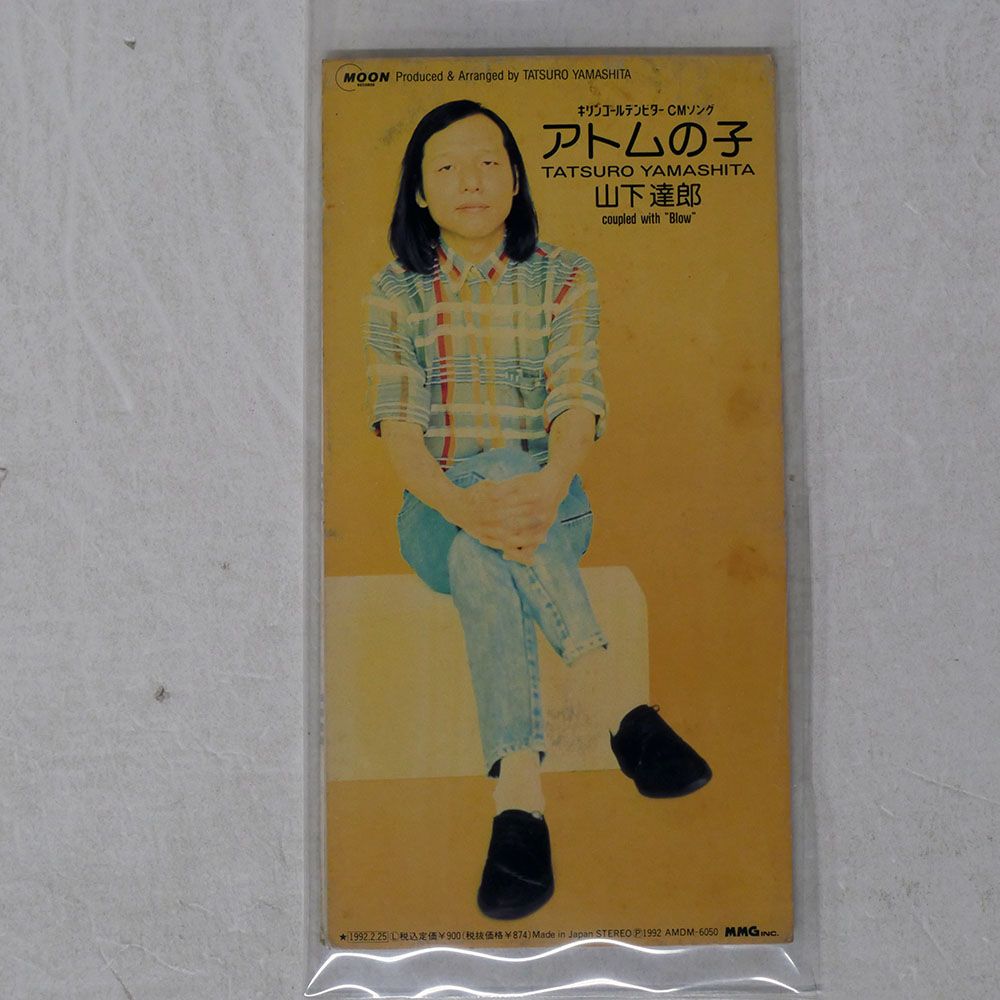 MOON
RECORDS
Produced & Arranged by TATSURO YAMASHITA
キリンゴールデンビター CMソング
アトムの子
TATSURO YAMASHITA
山下達郎
coupled with "Blow"
★ 1992.2.25 L 税込定価¥900(税抜価格¥874) Made in Japan STEREO Ⓟ1992 AMDM-6050 MMG INC.